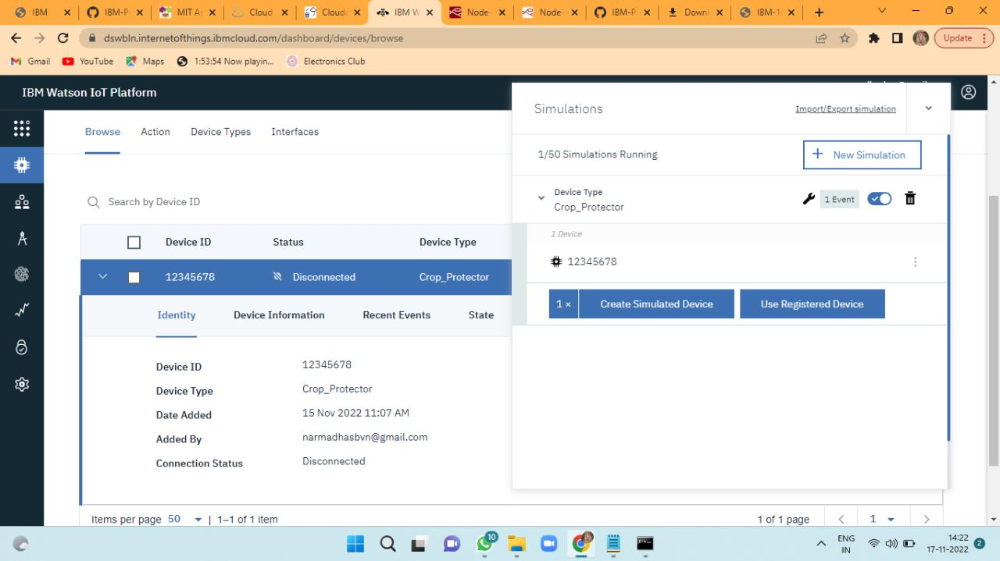 IBM
IBM-P
MIT Ap
Cloud
Cloud
IBM W
Node-
Node-
IBM-P
Downl
IBM-1
dswbln.internetofthings.ibmcloud.com/dashboard/devices/browse
Update
Gmail
YouTube
Maps
1:53:54 Now playin...
Electronics Club
IBM Watson IoT Platform
Browse Action Device Types Interfaces
Search by Device ID
Device ID Status Device Type
12345678 Disconnected Crop_Protector
Identity Device Information Recent Events State
Device ID 12345678
Device Type Crop_Protector
Date Added 15 Nov 2022 11:07 AM
Added By narmadhasbvn@gmail.com
Connection Status Disconnected
Items per page 50 | 1–1 of 1 item
1 of 1 page 1
Simulations
Import/Export simulation
1/50 Simulations Running
+ New Simulation
Device Type
Crop_Protector
1 Event
1 Device
12345678
1 × Create Simulated Device Use Registered Device
10
ENG
IN
14:22
17-11-2022
2